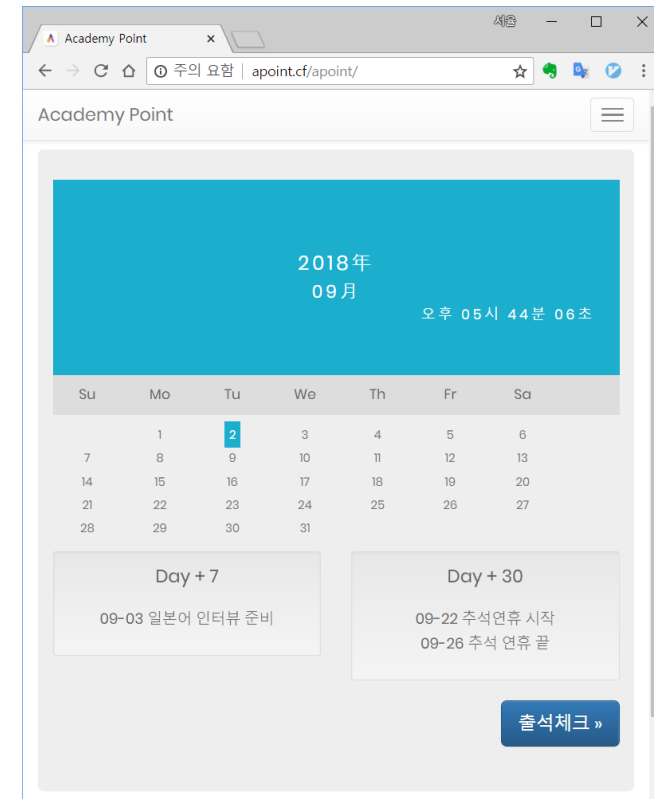 서울
Academy Point
주의 요함 | apoint.cf/apoint/
Academy Point
2018年
09月
오후 05시 44분 06초
Su Mo Tu We Th Fr Sa
1 2 3 4 5 6
7 8 9 10 11 12 13
14 15 16 17 18 19 20
21 22 23 24 25 26 27
28 29 30 31
Day + 7
09-03 일본어 인터뷰 준비
Day + 30
09-22 추석연휴 시작
09-26 추석 연휴 끝
출석체크 »